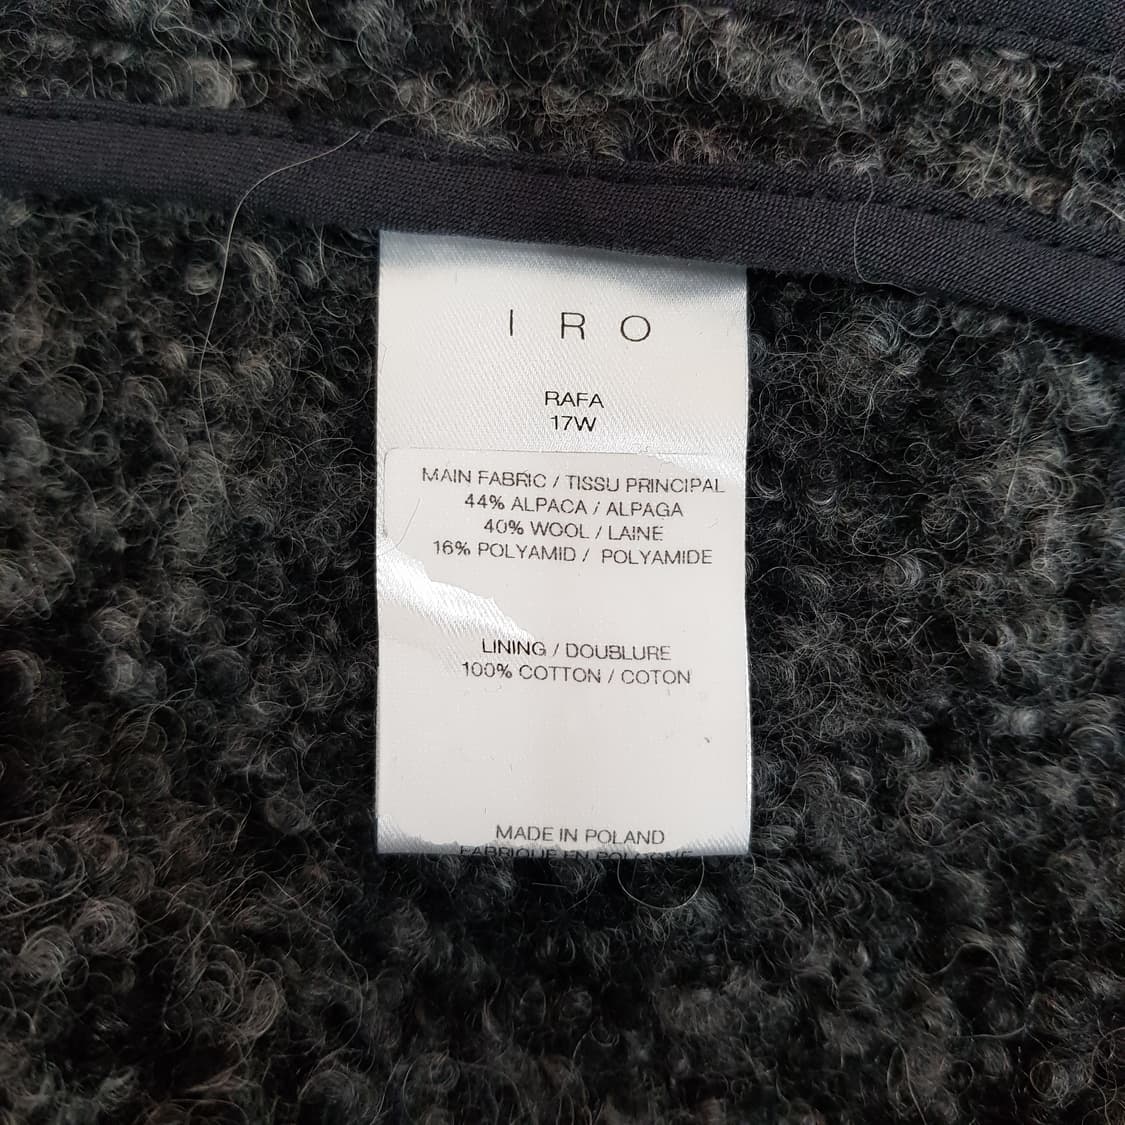 I R O
RAFA
17W
MAIN FABRIC / TISSU PRINCIPAL
44% ALPACA / ALPAGA
40% WOOL / LAINE
16% POLYAMID / POLYAMIDE
LINING / DOUBLURE
100% COTTON / COTON
MADE IN POLAND
FABRIQUE EN POLOGNE